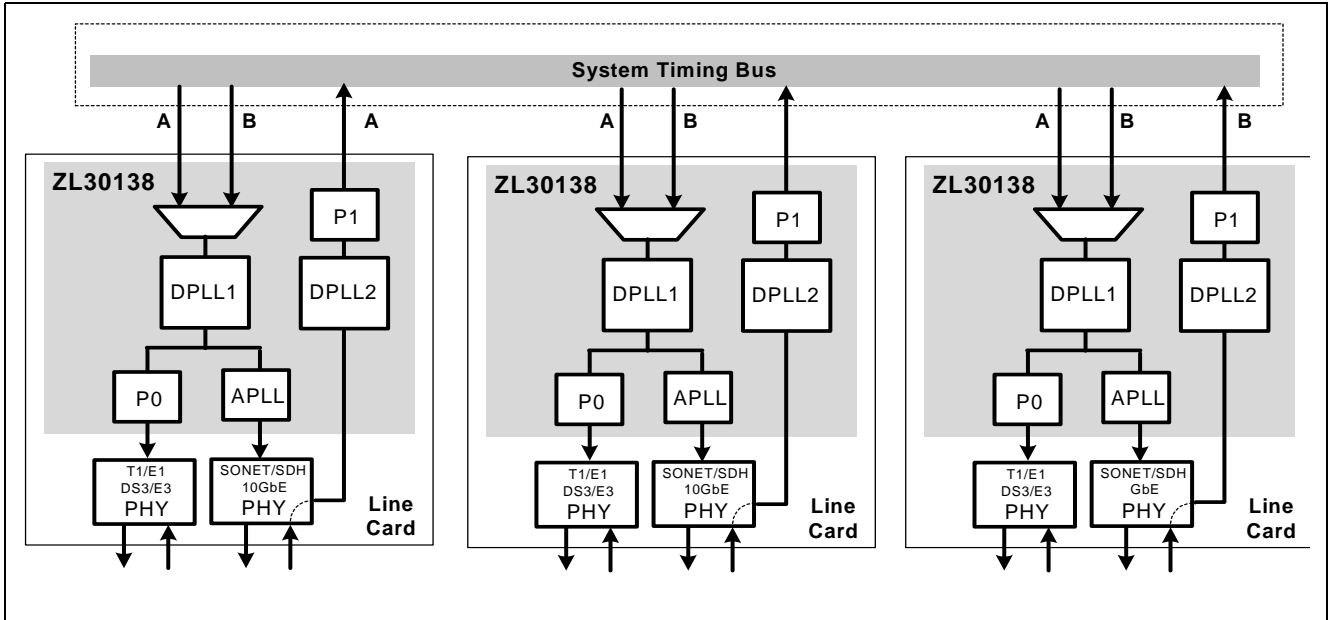 System Timing Bus
A
B
A
A
B
A
B
B
ZL30138
P1
DPLL1
DPLL2
P0
APLL
T1/E1
DS3/E3
PHY
SONET/SDH
10GbE
PHY
Line
Card
ZL30138
P1
DPLL1
DPLL2
P0
APLL
T1/E1
DS3/E3
PHY
SONET/SDH
10GbE
PHY
Line
Card
ZL30138
P1
DPLL1
DPLL2
P0
APLL
T1/E1
DS3/E3
PHY
SONET/SDH
GbE
PHY
Line
Card